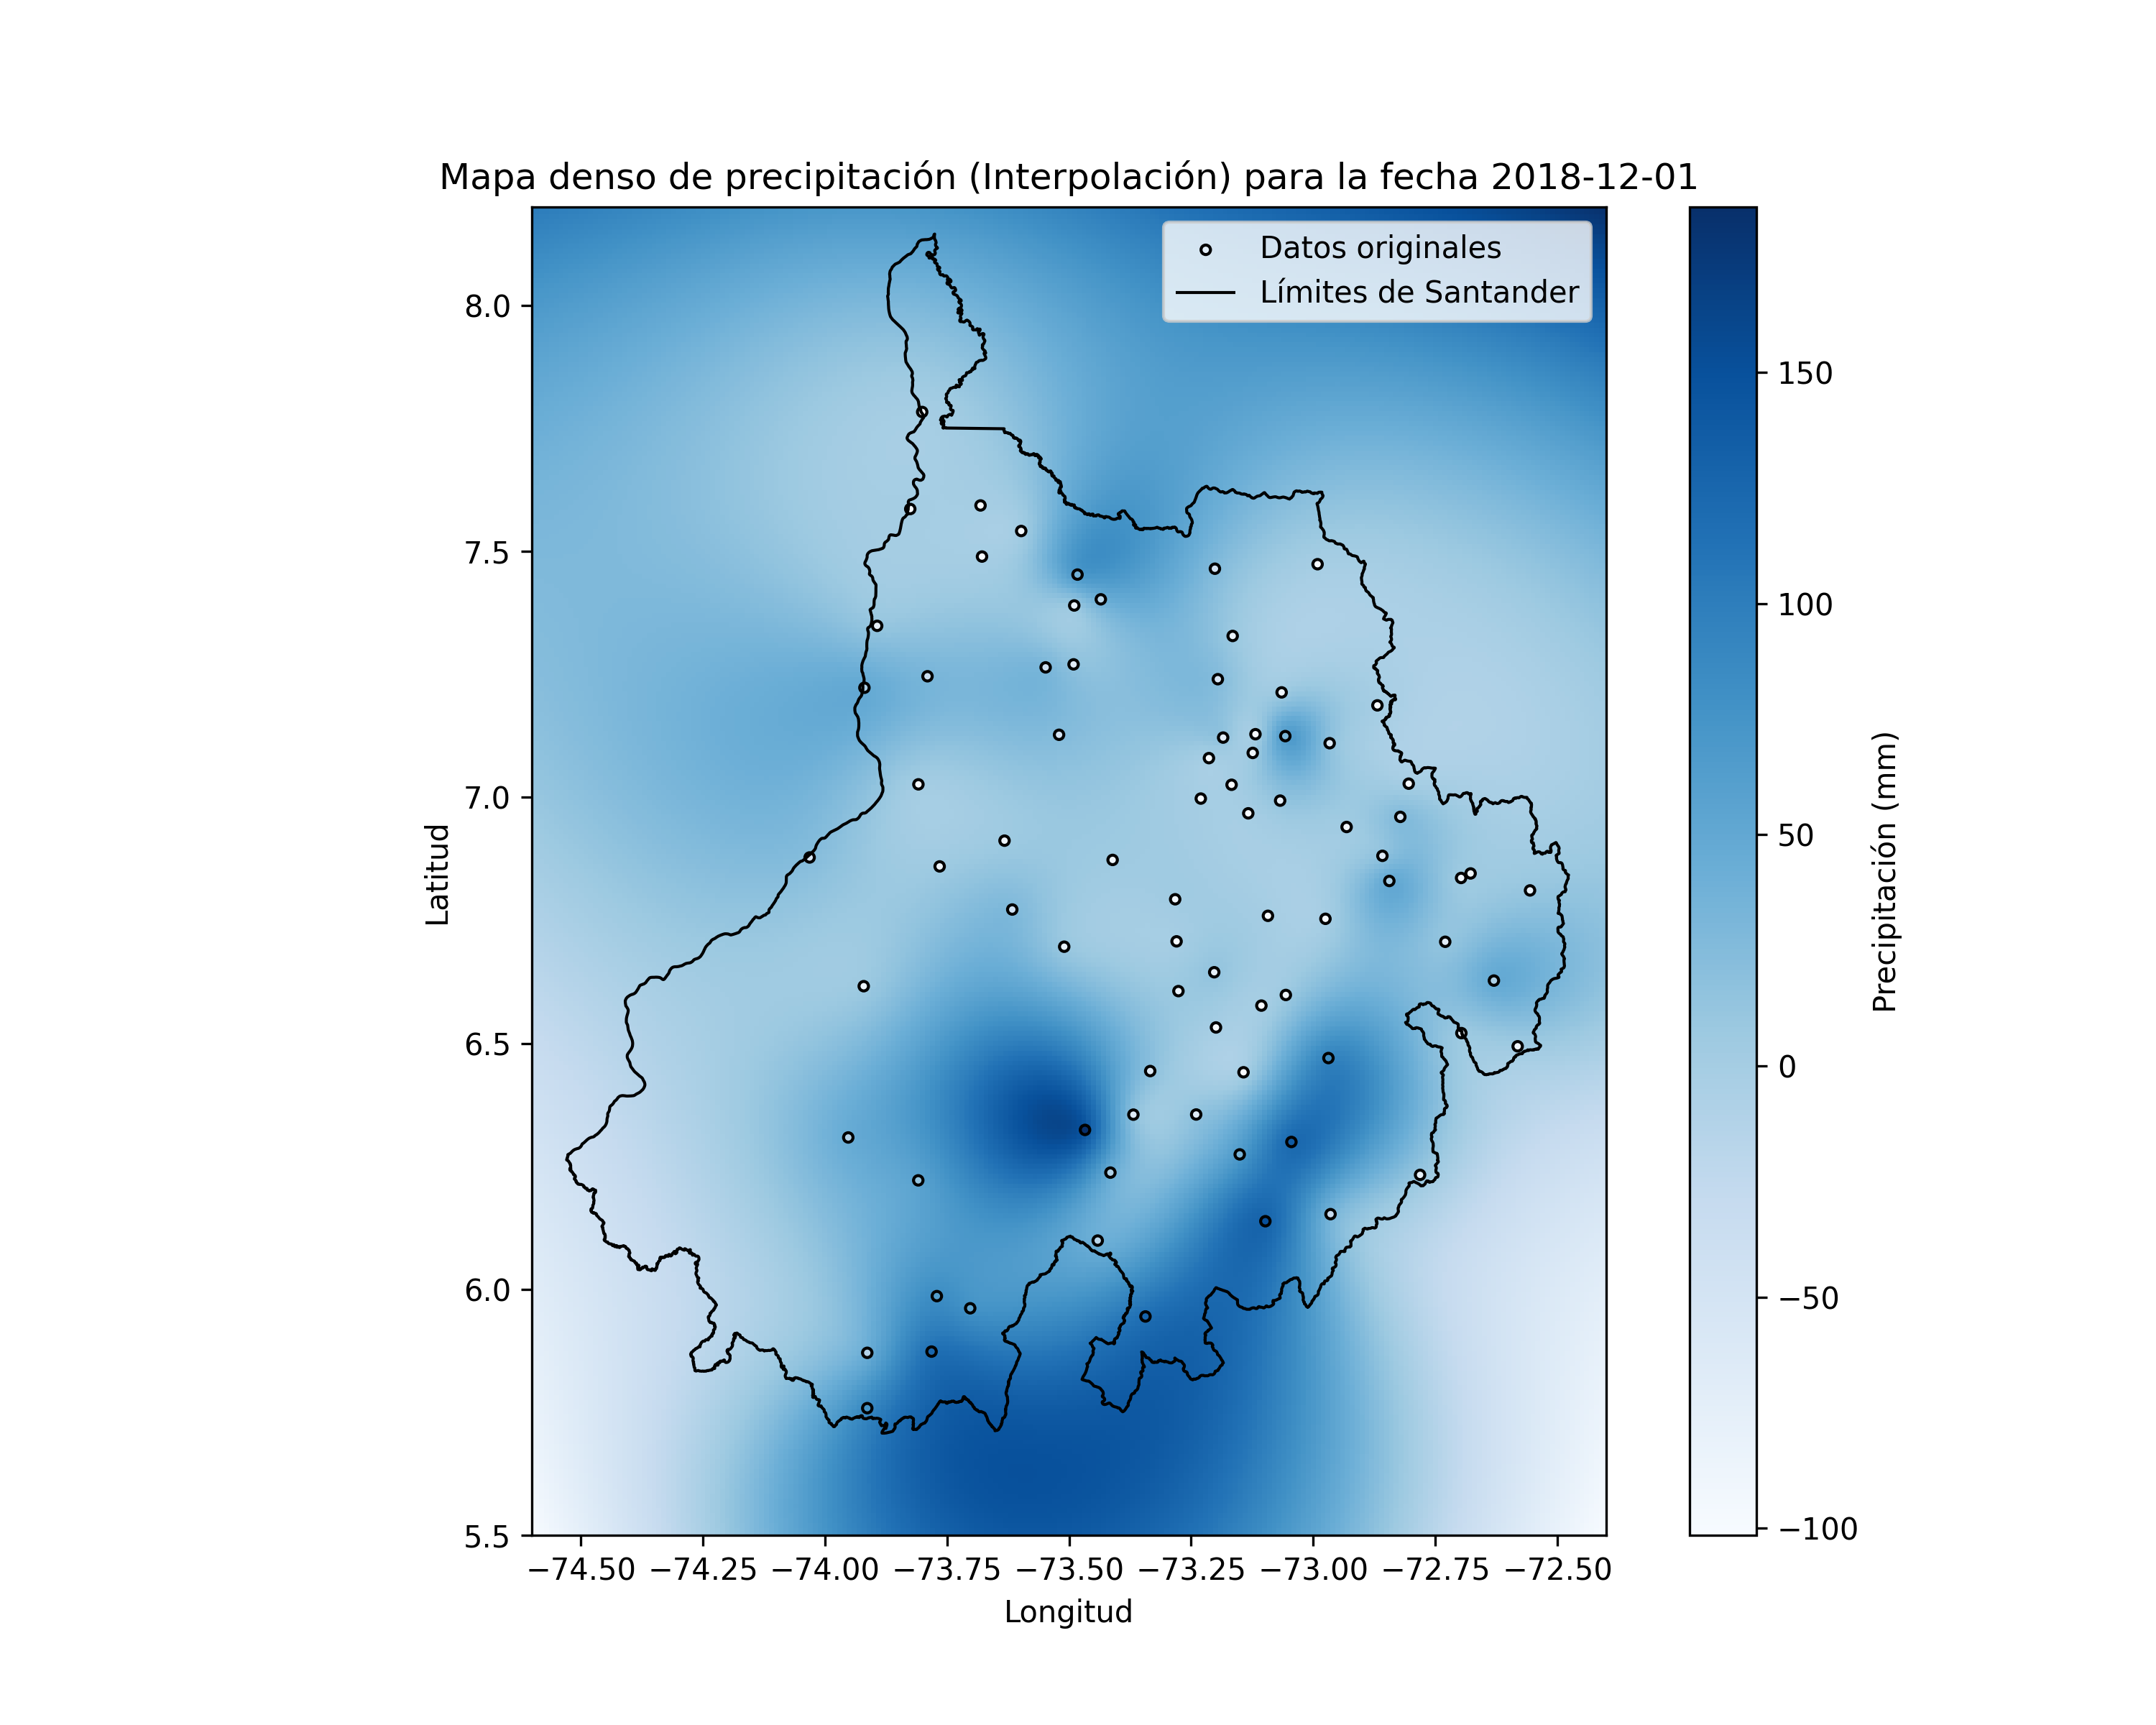 Mapa denso de precipitación (Interpolación) para la fecha 2018-12-01
Datos originales
Límites de Santander
8.0
7.5
7.0
6.5
6.0
5.5
Latitud
−74.50 −74.25 −74.00 −73.75 −73.50 −73.25 −73.00 −72.75 −72.50
Longitud
150
100
50
0
−50
−100
Precipitación (mm)